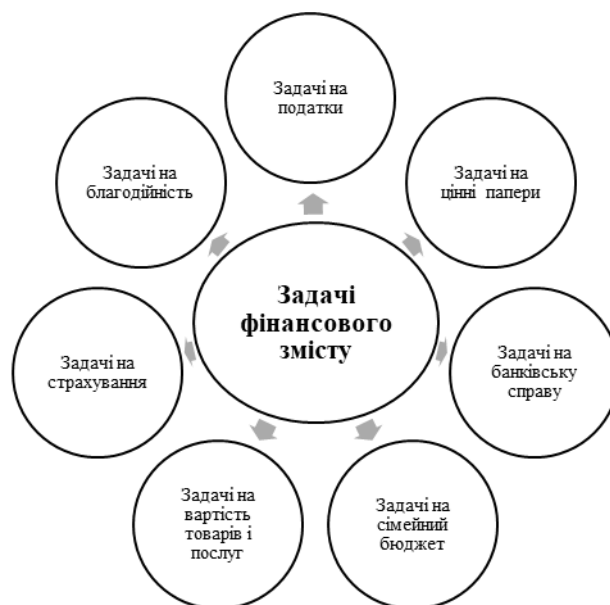 Задачі на
податки
Задачі на
благодійність
Задачі на
цінні папери
Задачі
фінансового
змісту
Задачі на
страхування
Задачі на
банківську
справу
Задачі на
вартість
товарів і
послуг
Задачі на
сімейний
бюджет